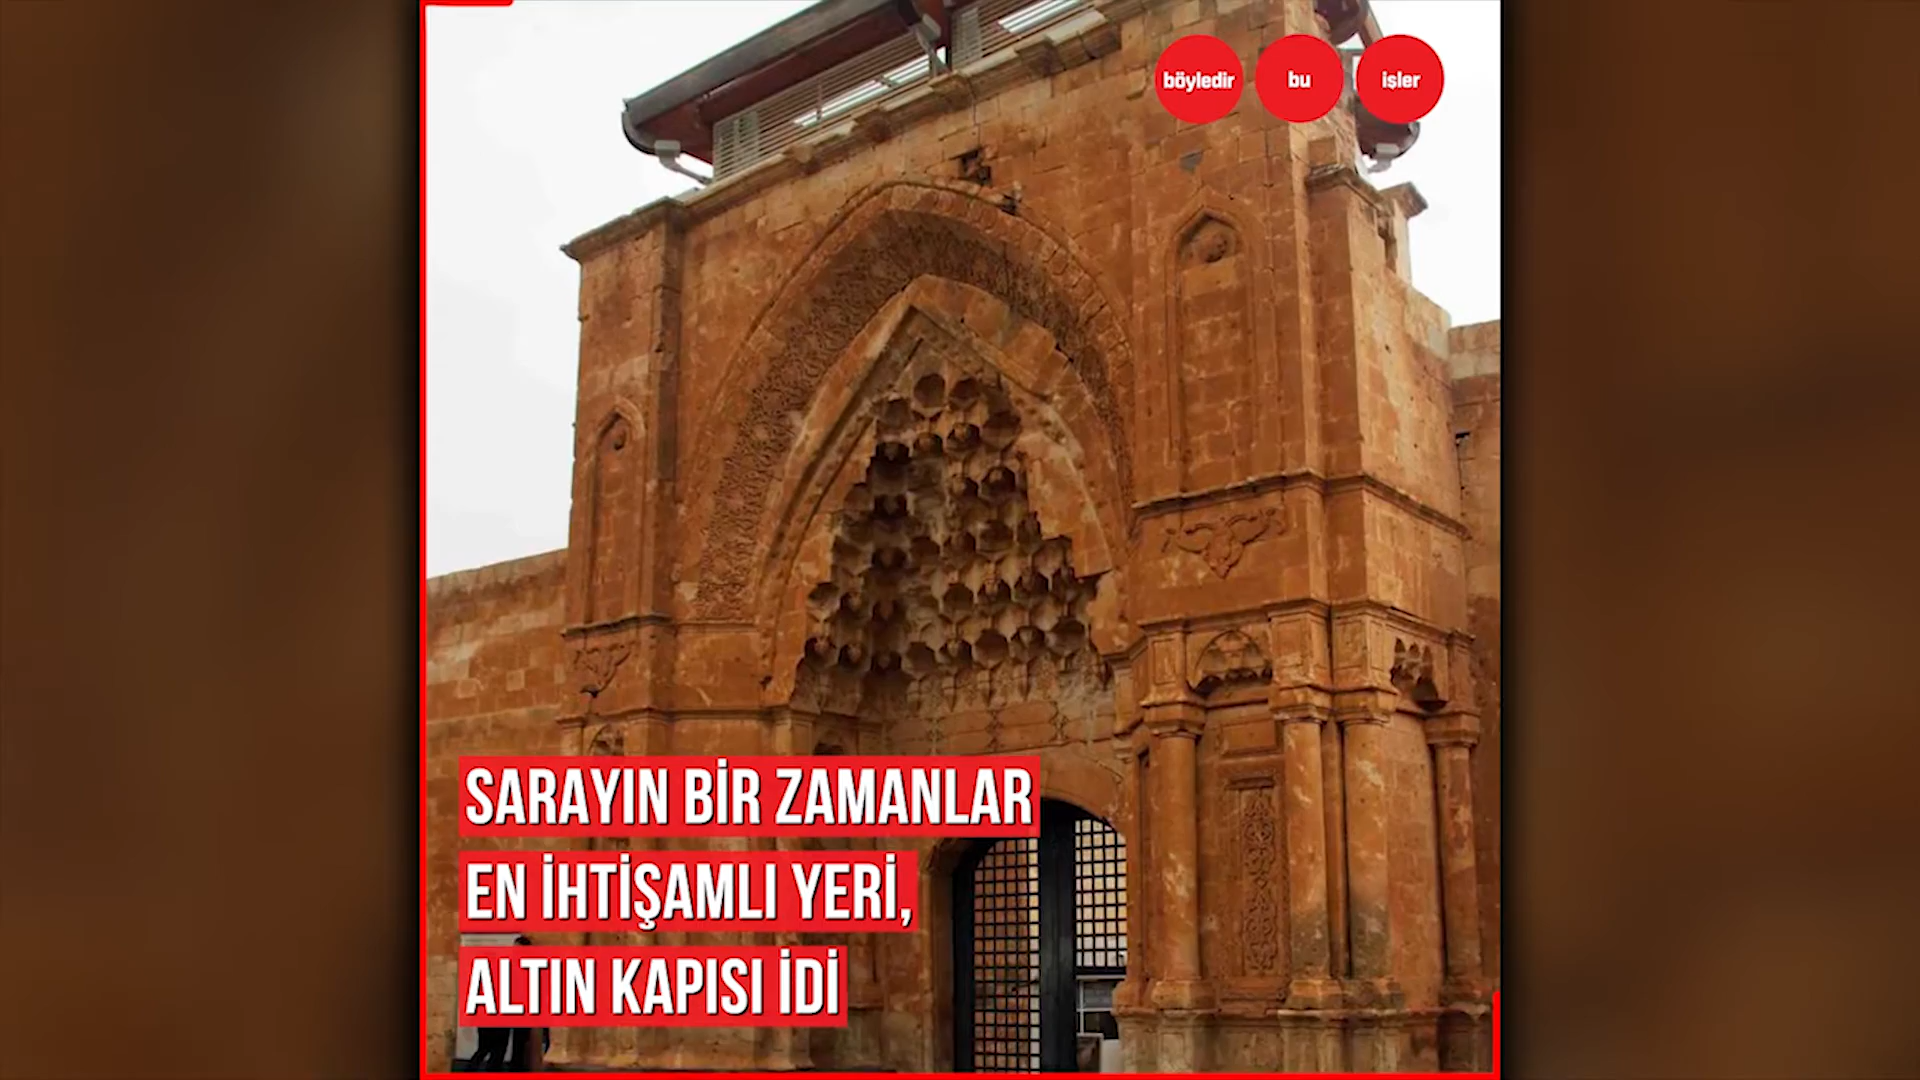 böyledir bu işler
SARAYIN BİR ZAMANLAR
EN İHTİŞAMLI YERİ,
ALTIN KAPISI İDİ